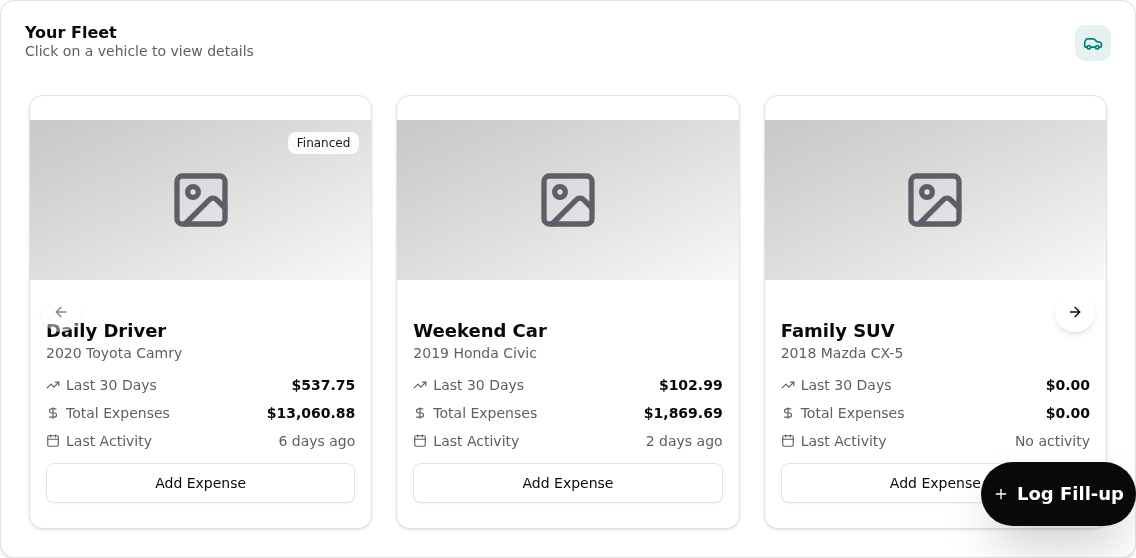 Your Fleet
Click on a vehicle to view details
Financed
Daily Driver
2020 Toyota Camry
Last 30 Days $537.75
Total Expenses $13,060.88
Last Activity 6 days ago
Add Expense
Weekend Car
2019 Honda Civic
Last 30 Days $102.99
Total Expenses $1,869.69
Last Activity 2 days ago
Add Expense
Family SUV
2018 Mazda CX-5
Last 30 Days $0.00
Total Expenses $0.00
Last Activity No activity
Add Expense
+ Log Fill-up